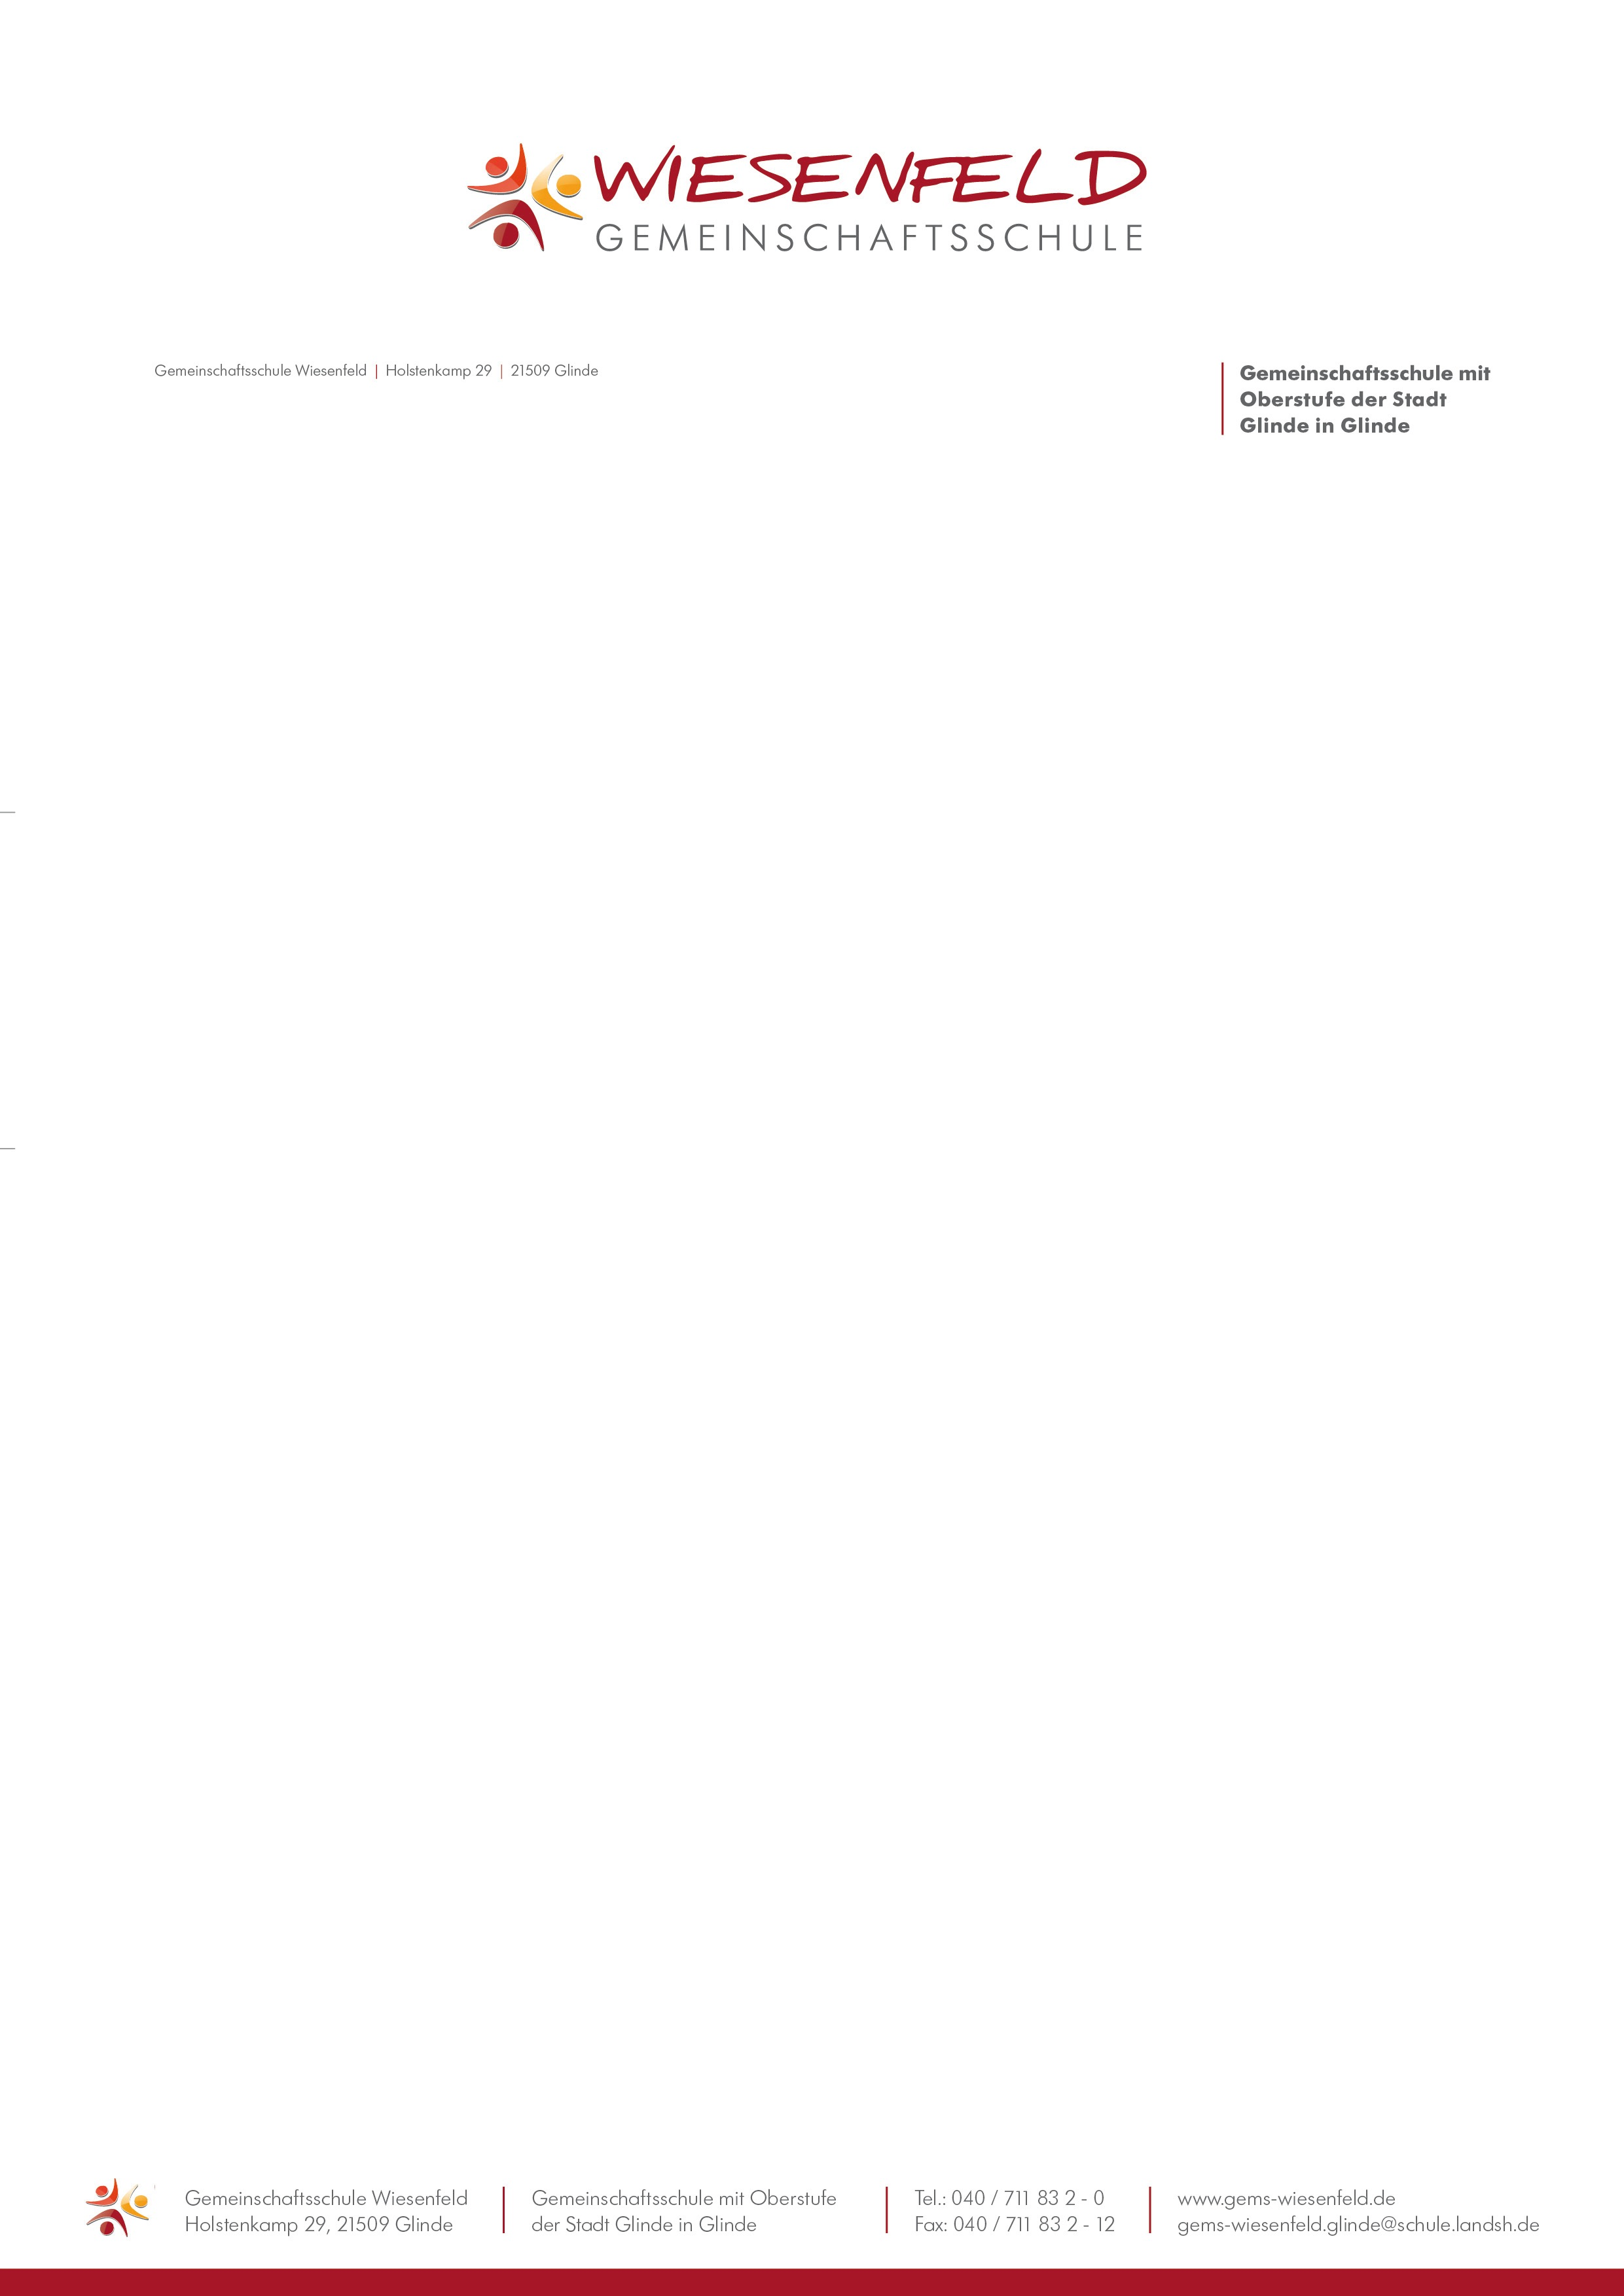 WIESENFELD
GEMEINSCHAFTSSCHULE
Gemeinschaftsschule Wiesenfeld | Holstenkamp 29 | 21509 Glinde
Gemeinschaftsschule mit
Oberstufe der Stadt
Glinde in Glinde
Gemeinschaftsschule Wiesenfeld
Holstenkamp 29, 21509 Glinde
Gemeinschaftsschule mit Oberstufe
der Stadt Glinde in Glinde
Tel.: 040 / 711 83 2 - 0
Fax: 040 / 711 83 2 - 12
www.gems-wiesenfeld.de
gems-wiesenfeld.glinde@schule.landsh.de